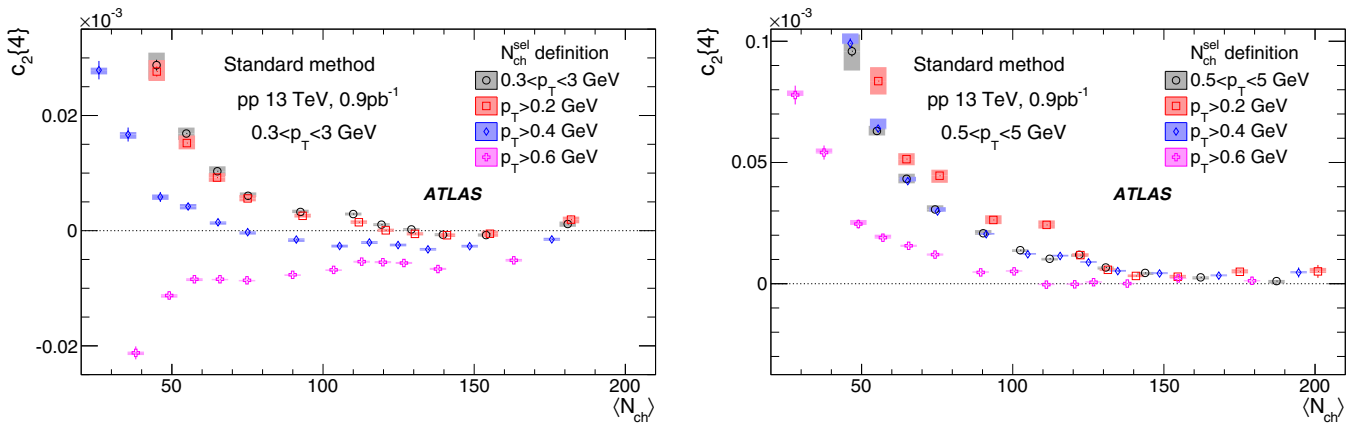 ×10⁻³
c₂{4}
Standard method
pp 13 TeV, 0.9pb⁻¹
0.3<p_T<3 GeV
N_ch^sel definition
0.3<p_T<3 GeV
p_T>0.2 GeV
p_T>0.4 GeV
p_T>0.6 GeV
ATLAS
0.02
0
-0.02
50 100 150 200
⟨N_ch⟩
×10⁻³
c₂{4}
Standard method
pp 13 TeV, 0.9pb⁻¹
0.5<p_T<5 GeV
N_ch^sel definition
0.5<p_T<5 GeV
p_T>0.2 GeV
p_T>0.4 GeV
p_T>0.6 GeV
ATLAS
0.1
0.05
0
50 100 150 200
⟨N_ch⟩